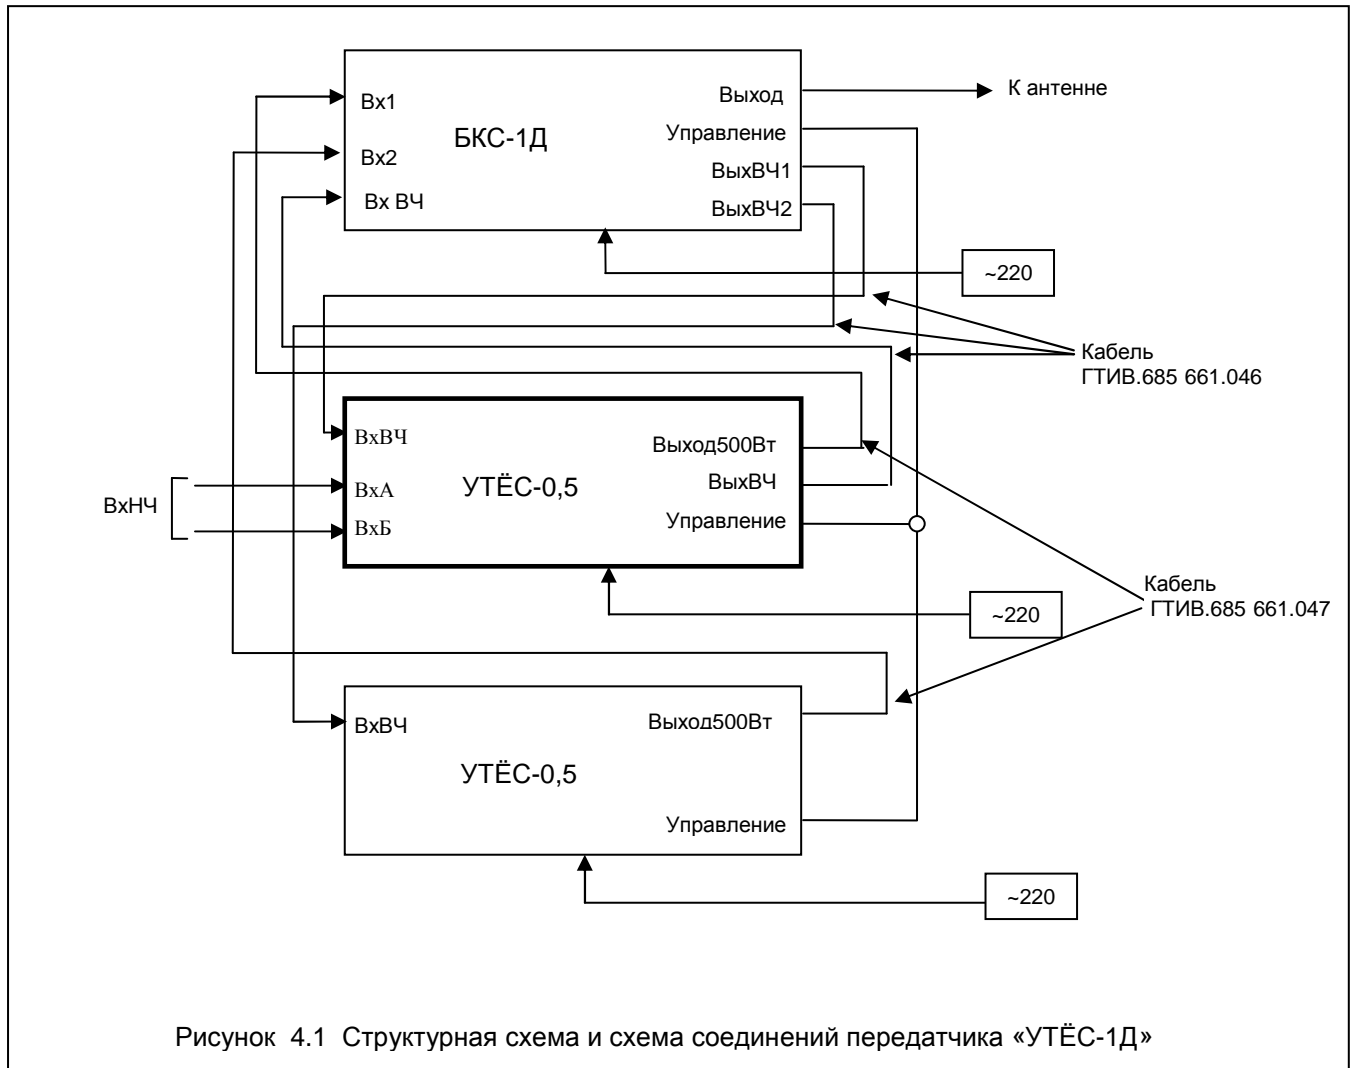 Вх1
Вх2
Вх ВЧ
БКС-1Д
Выход
Управление
ВыхВЧ1
ВыхВЧ2
К антенне
~220
Кабель
ГТИВ.685 661.046
ВхНЧ
ВхВЧ
ВхА
ВхБ
УТЁС-0,5
Выход500Вт
ВыхВЧ
Управление
~220
Кабель
ГТИВ.685 661.047
ВхВЧ
УТЁС-0,5
Выход500Вт
Управление
~220
Рисунок 4.1 Структурная схема и схема соединений передатчика «УТЁС-1Д»